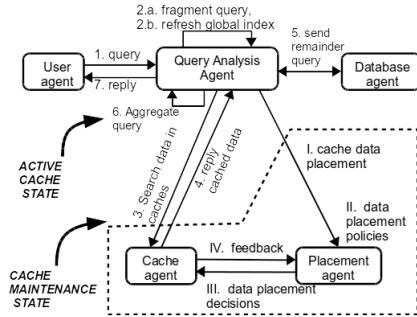 2.a. fragment query,
2.b. refresh global index
1. query
5. send
remainder
query
User
agent
Query Analysis
Agent
Database
agent
7. reply
6. Aggregate
query
3. Search data in
caches
4. reply
cached data
I. cache data
placement
ACTIVE
CACHE
STATE
II. data
placement
policies
CACHE
MAINTENANCE
STATE
Cache
agent
IV. feedback
Placement
agent
III. data placement
decisions